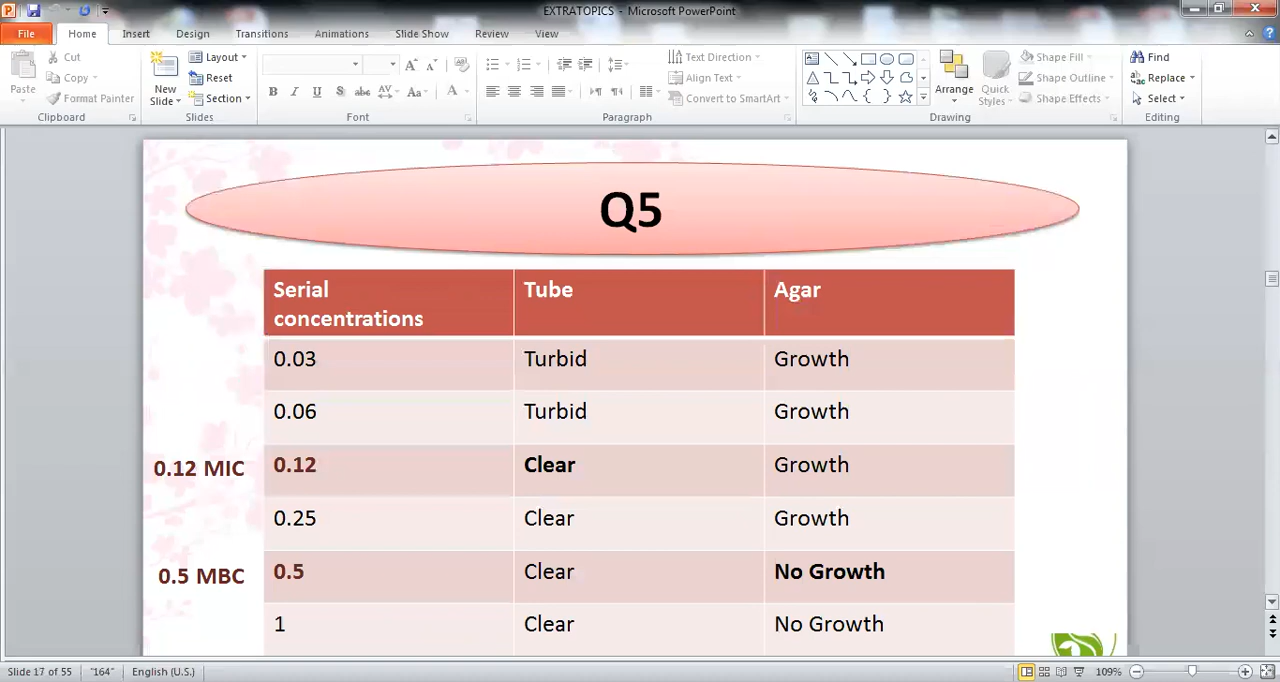 EXTRATOPICS - Microsoft PowerPoint
File Home Insert Design Transitions Animations Slide Show Review View
Paste
Cut
Copy
Format Painter
Clipboard
New Slide
Layout
Reset
Section
Slides
B I U S abc AV Aa A
Font
Text Direction
Align Text
Convert to SmartArt
Paragraph
Arrange
Quick Styles
Shape Fill
Shape Outline
Shape Effects
Drawing
Find
Replace
Select
Editing
Q5
Serial concentrations Tube Agar
0.03 Turbid Growth
0.06 Turbid Growth
0.12 MIC 0.12 Clear Growth
0.25 Clear Growth
0.5 MBC 0.5 Clear No Growth
1 Clear No Growth
Slide 17 of 55 "164" English (U.S.) 109%